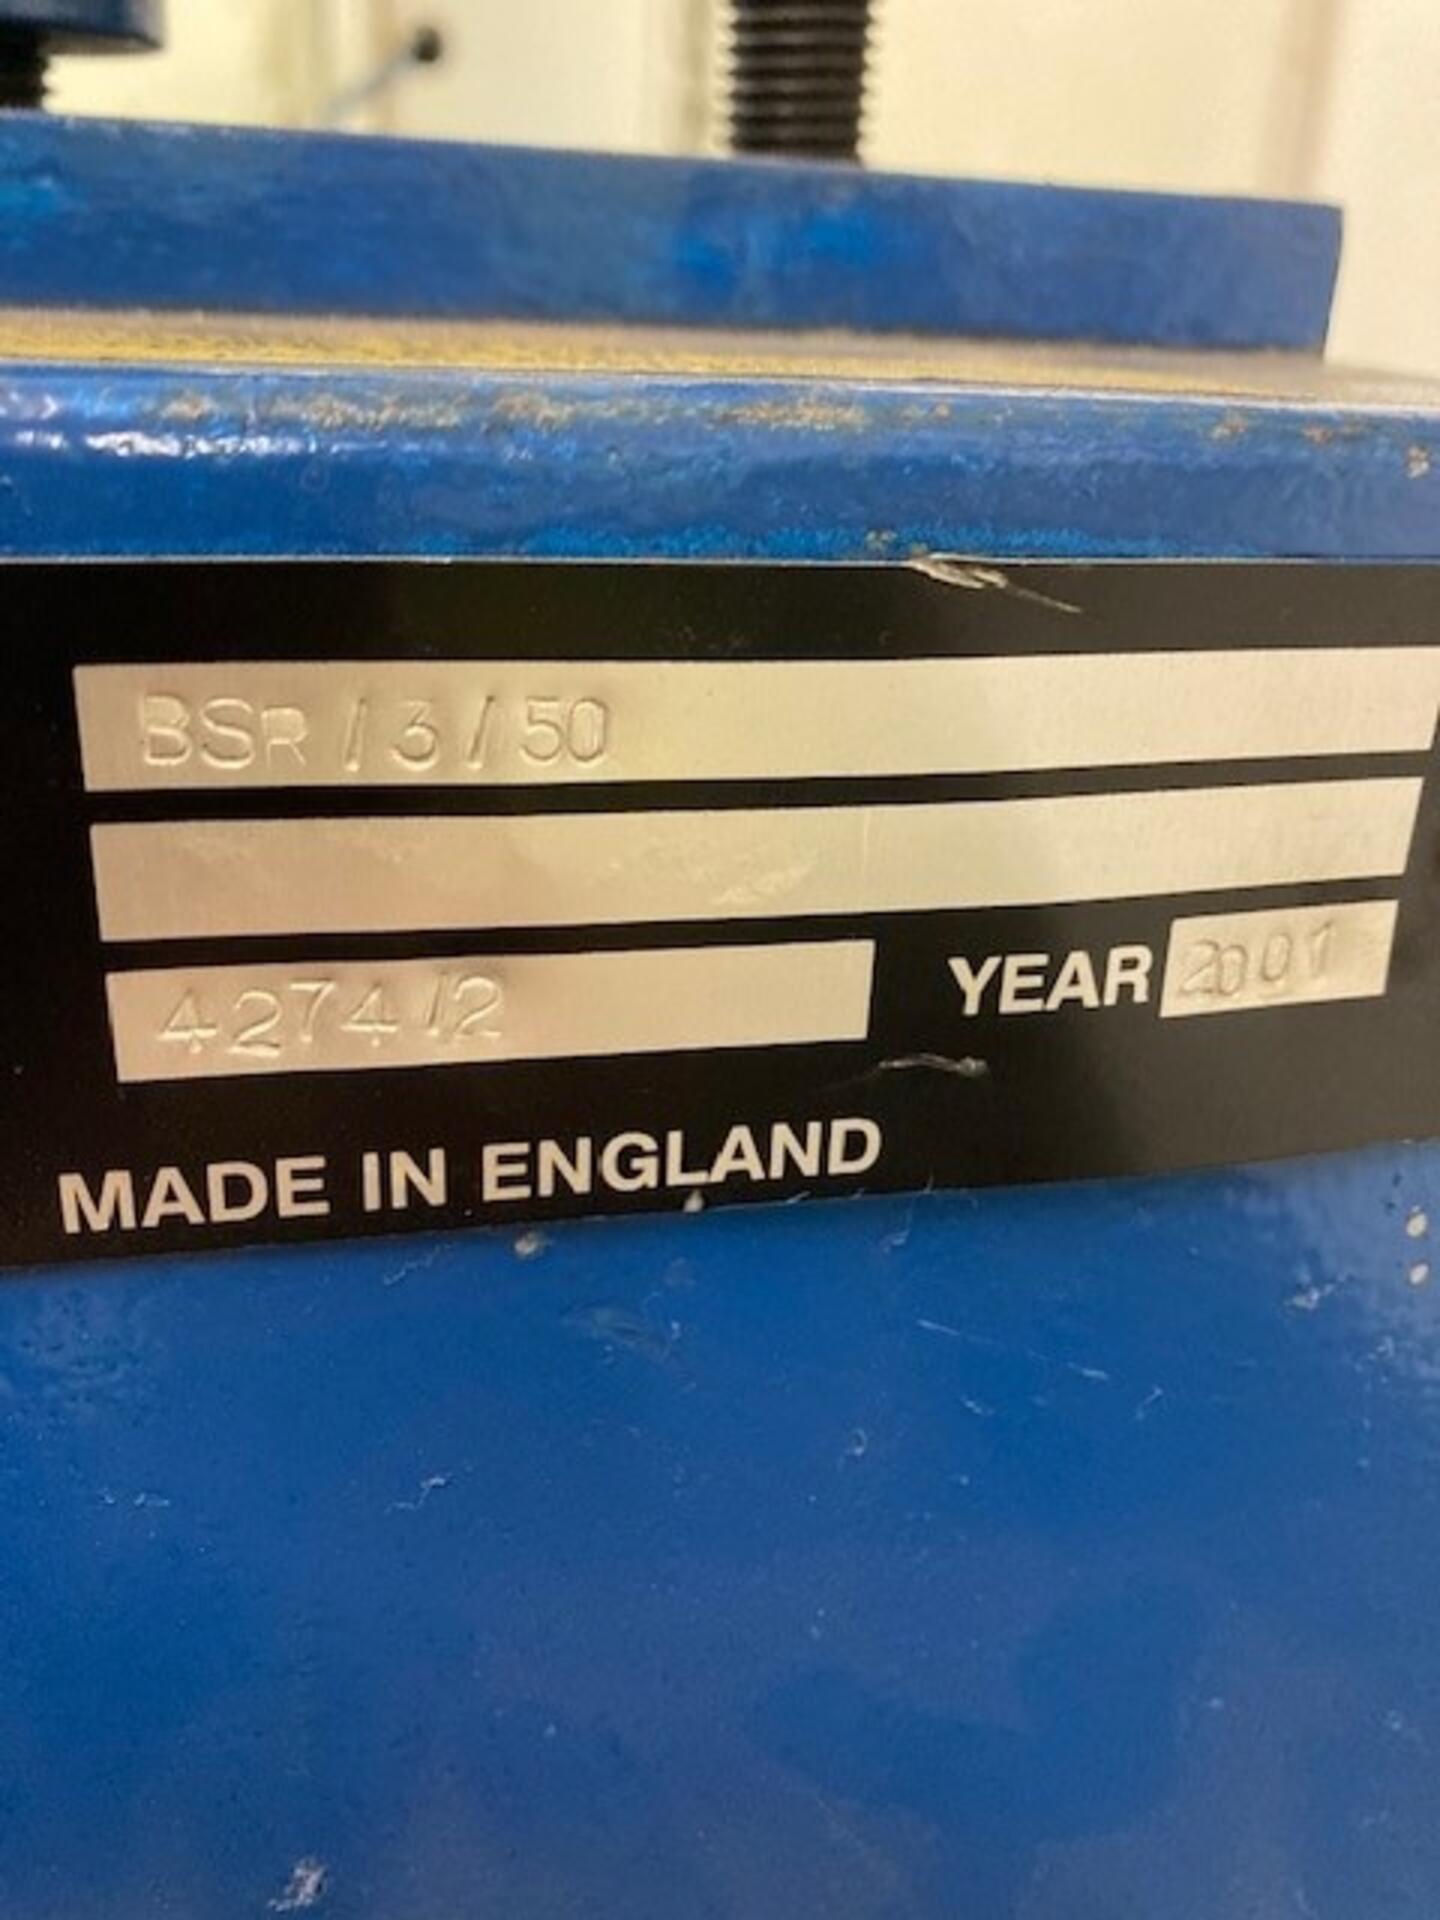 BSR/3/50
4274/2 YEAR 2001
MADE IN ENGLAND